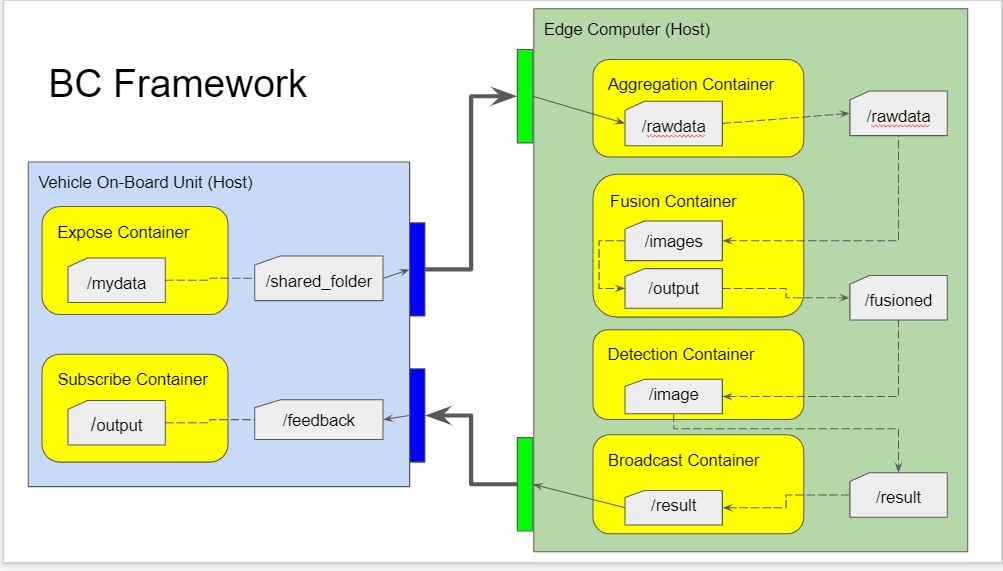 BC Framework
Vehicle On-Board Unit (Host)
Expose Container
/mydata
/shared_folder
Subscribe Container
/output
/feedback
Edge Computer (Host)
Aggregation Container
/rawdata
/rawdata
Fusion Container
/images
/output
/fusioned
Detection Container
/image
Broadcast Container
/result
/result